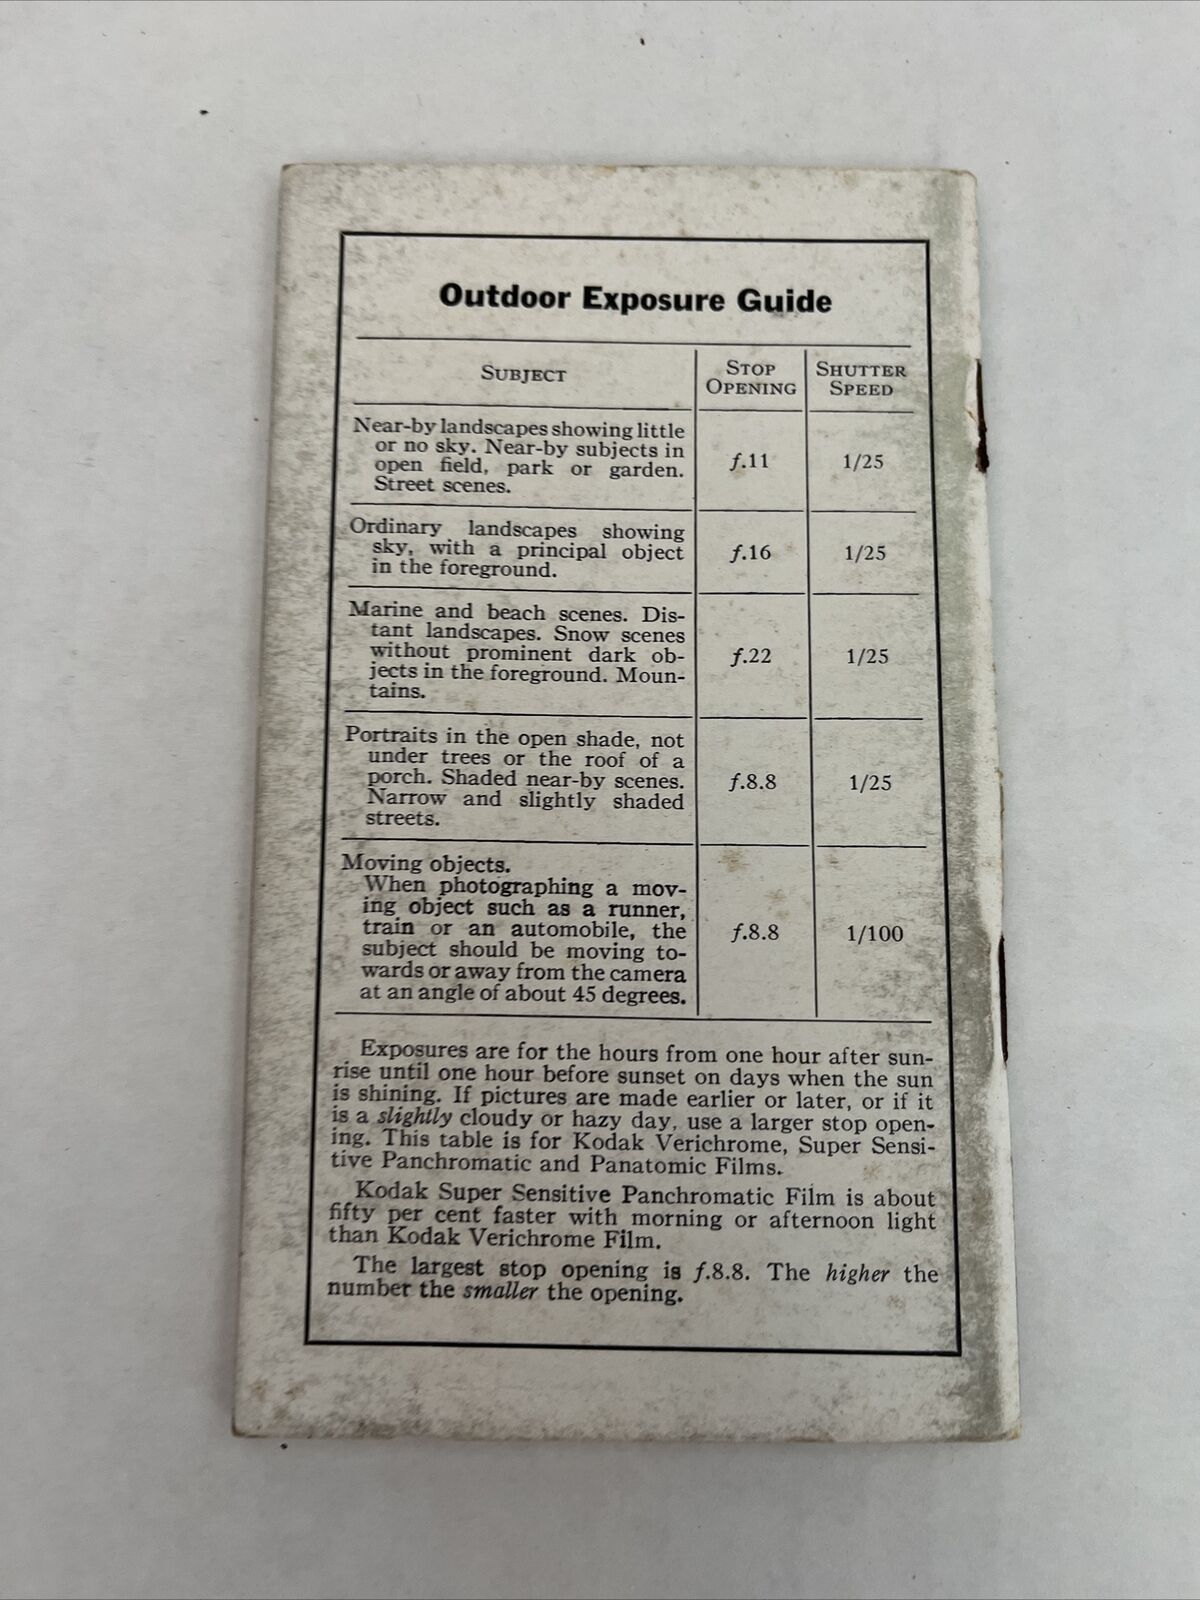 Outdoor Exposure Guide
SUBJECT
STOP
OPENING
SHUTTER
SPEED
Near-by landscapes showing little
or no sky. Near-by subjects in
open field, park or garden.
Street scenes.
f.11
1/25
Ordinary landscapes showing
sky, with a principal object
in the foreground.
f.16
1/25
Marine and beach scenes. Dis-
tant landscapes. Snow scenes
without prominent dark ob-
jects in the foreground. Moun-
tains.
f.22
1/25
Portraits in the open shade, not
under trees or the roof of a
porch. Shaded near-by scenes.
Narrow and slightly shaded
streets.
f.8.8
1/25
Moving objects.
When photographing a mov-
ing object such as a runner,
train or an automobile, the
subject should be moving to-
wards or away from the camera
at an angle of about 45 degrees.
f.8.8
1/100
Exposures are for the hours from one hour after sun-
rise until one hour before sunset on days when the sun
is shining. If pictures are made earlier or later, or if it
is a slightly cloudy or hazy day, use a larger stop open-
ing. This table is for Kodak Verichrome, Super Sensi-
tive Panchromatic and Panatomic Films.
Kodak Super Sensitive Panchromatic Film is about
fifty per cent faster with morning or afternoon light
than Kodak Verichrome Film.
The largest stop opening is f.8.8. The higher the
number the smaller the opening.